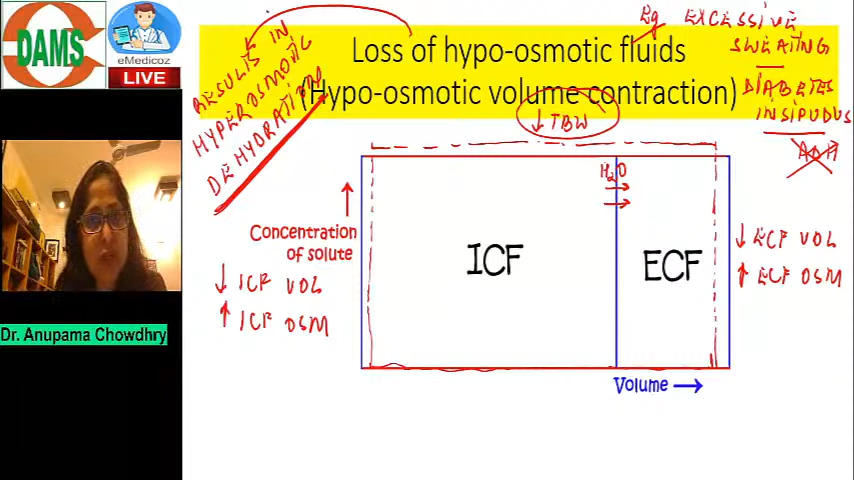 DAMS
eMedicoz
LIVE
Dr. Anupama Chowdhry
Loss of hypo-osmotic fluids
(Hypo-osmotic volume contraction)
RESULTS IN
HYPEROSMOTIC
DEHYDRATION
Eg EXCESSIVE
SWEATING
DIABETES
INSIPUDUS
ADH
↓ TBW
H2O
Concentration
of solute
↓ ICF VOL
↑ ICF OSM
ICF
ECF
↓ ECF VOL
↑ ECF OSM
Volume →